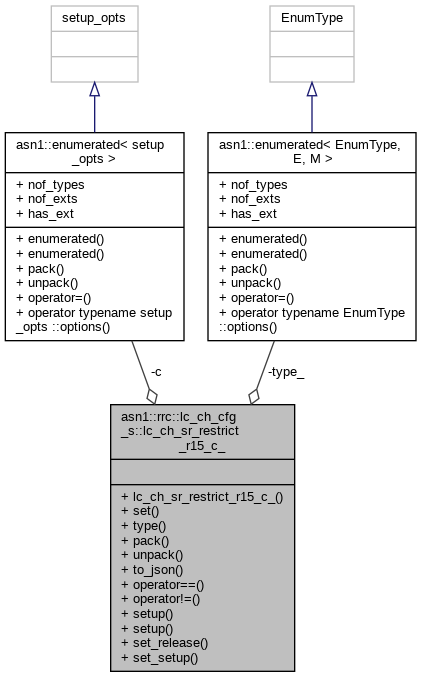 setup_opts
EnumType
asn1::enumerated< setup
_opts >
+ nof_types
+ nof_exts
+ has_ext
+ enumerated()
+ enumerated()
+ pack()
+ unpack()
+ operator=()
+ operator typename setup
_opts ::options()
asn1::enumerated< EnumType,
E, M >
+ nof_types
+ nof_exts
+ has_ext
+ enumerated()
+ enumerated()
+ pack()
+ unpack()
+ operator=()
+ operator typename EnumType
::options()
-c
-type_
asn1::rrc::lc_ch_cfg
_s::lc_ch_sr_restrict
_r15_c_
+ lc_ch_sr_restrict_r15_c_()
+ set()
+ type()
+ pack()
+ unpack()
+ to_json()
+ operator==()
+ operator!=()
+ setup()
+ setup()
+ set_release()
+ set_setup()